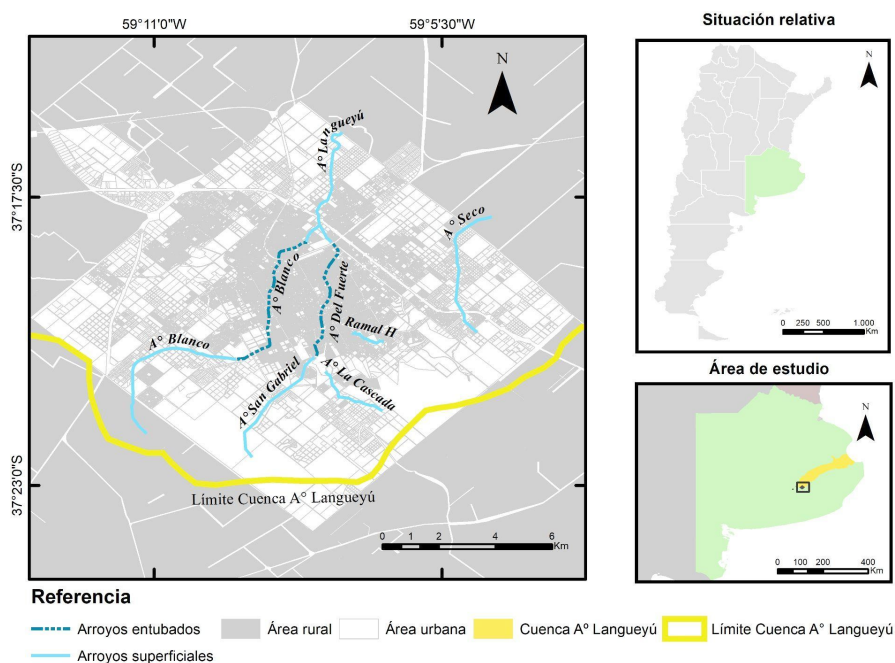 59°11'0"W
59°5'30"W
37°17'30"S
37°23'0"S
N
A° Langueyú
A° Seco
A° Blanco
A° Del Fuerte
Ramal H
A° Blanco
A° San Gabriel
A° La Cascada
Límite Cuenca A° Langueyú
0 1 2 4 6
Km
Situación relativa
N
0 250 500 1.000
Km
Área de estudio
N
0 100 200 400
Km
Referencia
Arroyos entubados
Área rural
Área urbana
Cuenca Aº Langueyú
Límite Cuenca A° Langueyú
Arroyos superficiales